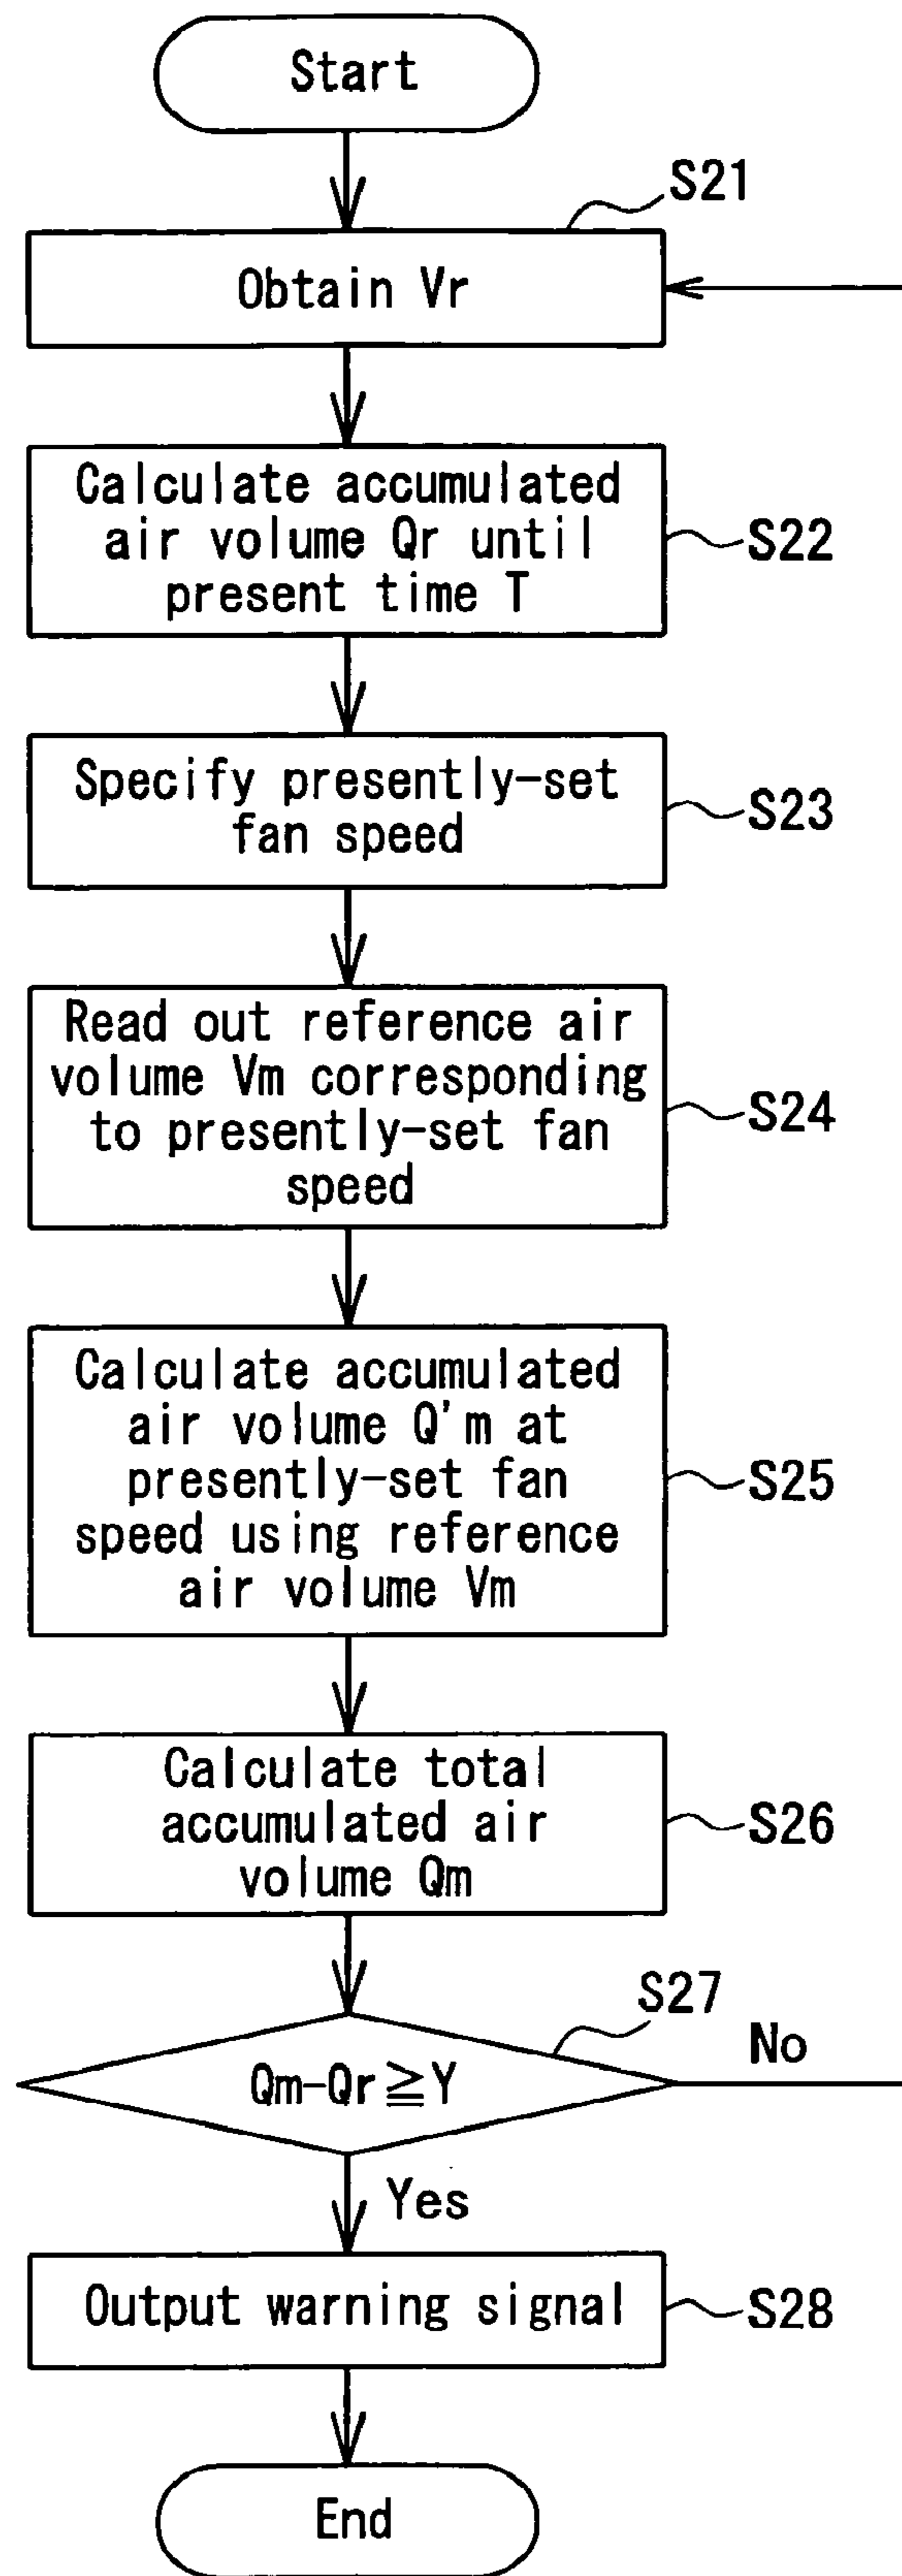 Start
S21
Obtain Vr
Calculate accumulated
air volume Qr until
present time T
S22
Specify presently-set
fan speed
S23
Read out reference air
volume Vm corresponding
to presently-set fan
speed
S24
Calculate accumulated
air volume Q'm at
presently-set fan
speed using reference
air volume Vm
S25
Calculate total
accumulated air
volume Qm
S26
S27
Qm-Qr≧Y
No
Yes
Output warning signal
S28
End